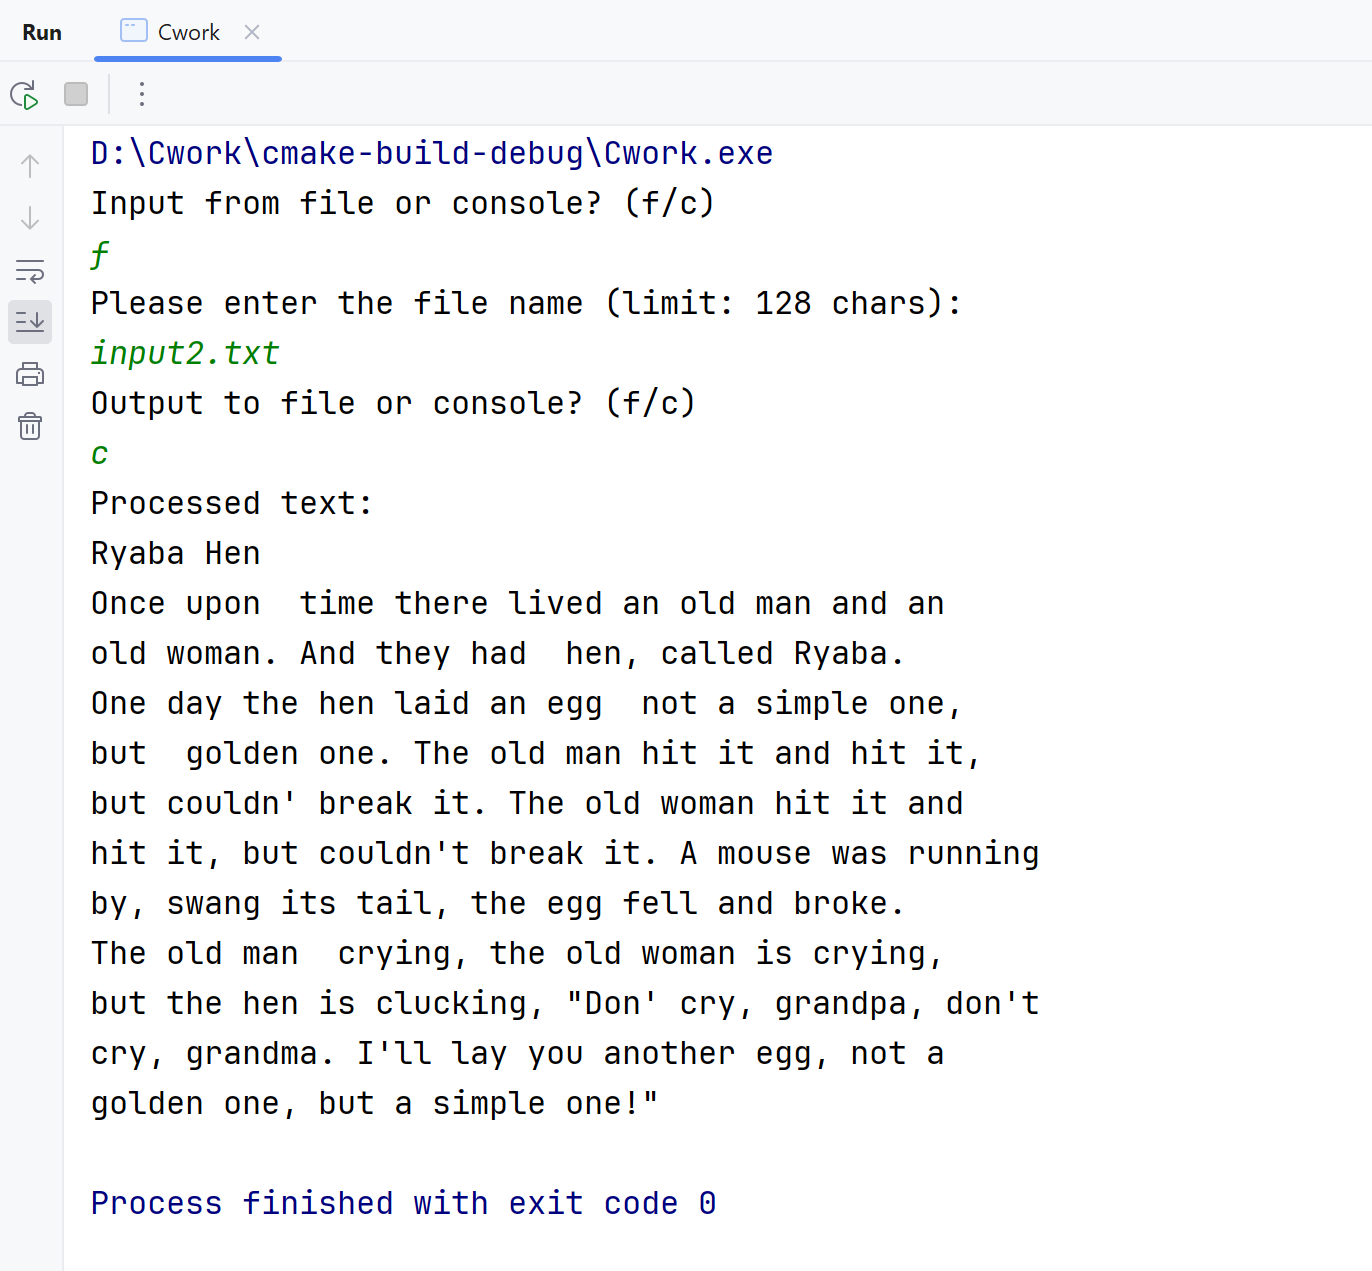 Run Cwork
D:\Cwork\cmake-build-debug\Cwork.exe
Input from file or console? (f/c)
f
Please enter the file name (limit: 128 chars):
input2.txt
Output to file or console? (f/c)
c
Processed text:
Ryaba Hen
Once upon  time there lived an old man and an
old woman. And they had  hen, called Ryaba.
One day the hen laid an egg  not a simple one,
but  golden one. The old man hit it and hit it,
but couldn' break it. The old woman hit it and
hit it, but couldn't break it. A mouse was running
by, swang its tail, the egg fell and broke.
The old man  crying, the old woman is crying,
but the hen is clucking, "Don' cry, grandpa, don't
cry, grandma. I'll lay you another egg, not a
golden one, but a simple one!"
Process finished with exit code 0